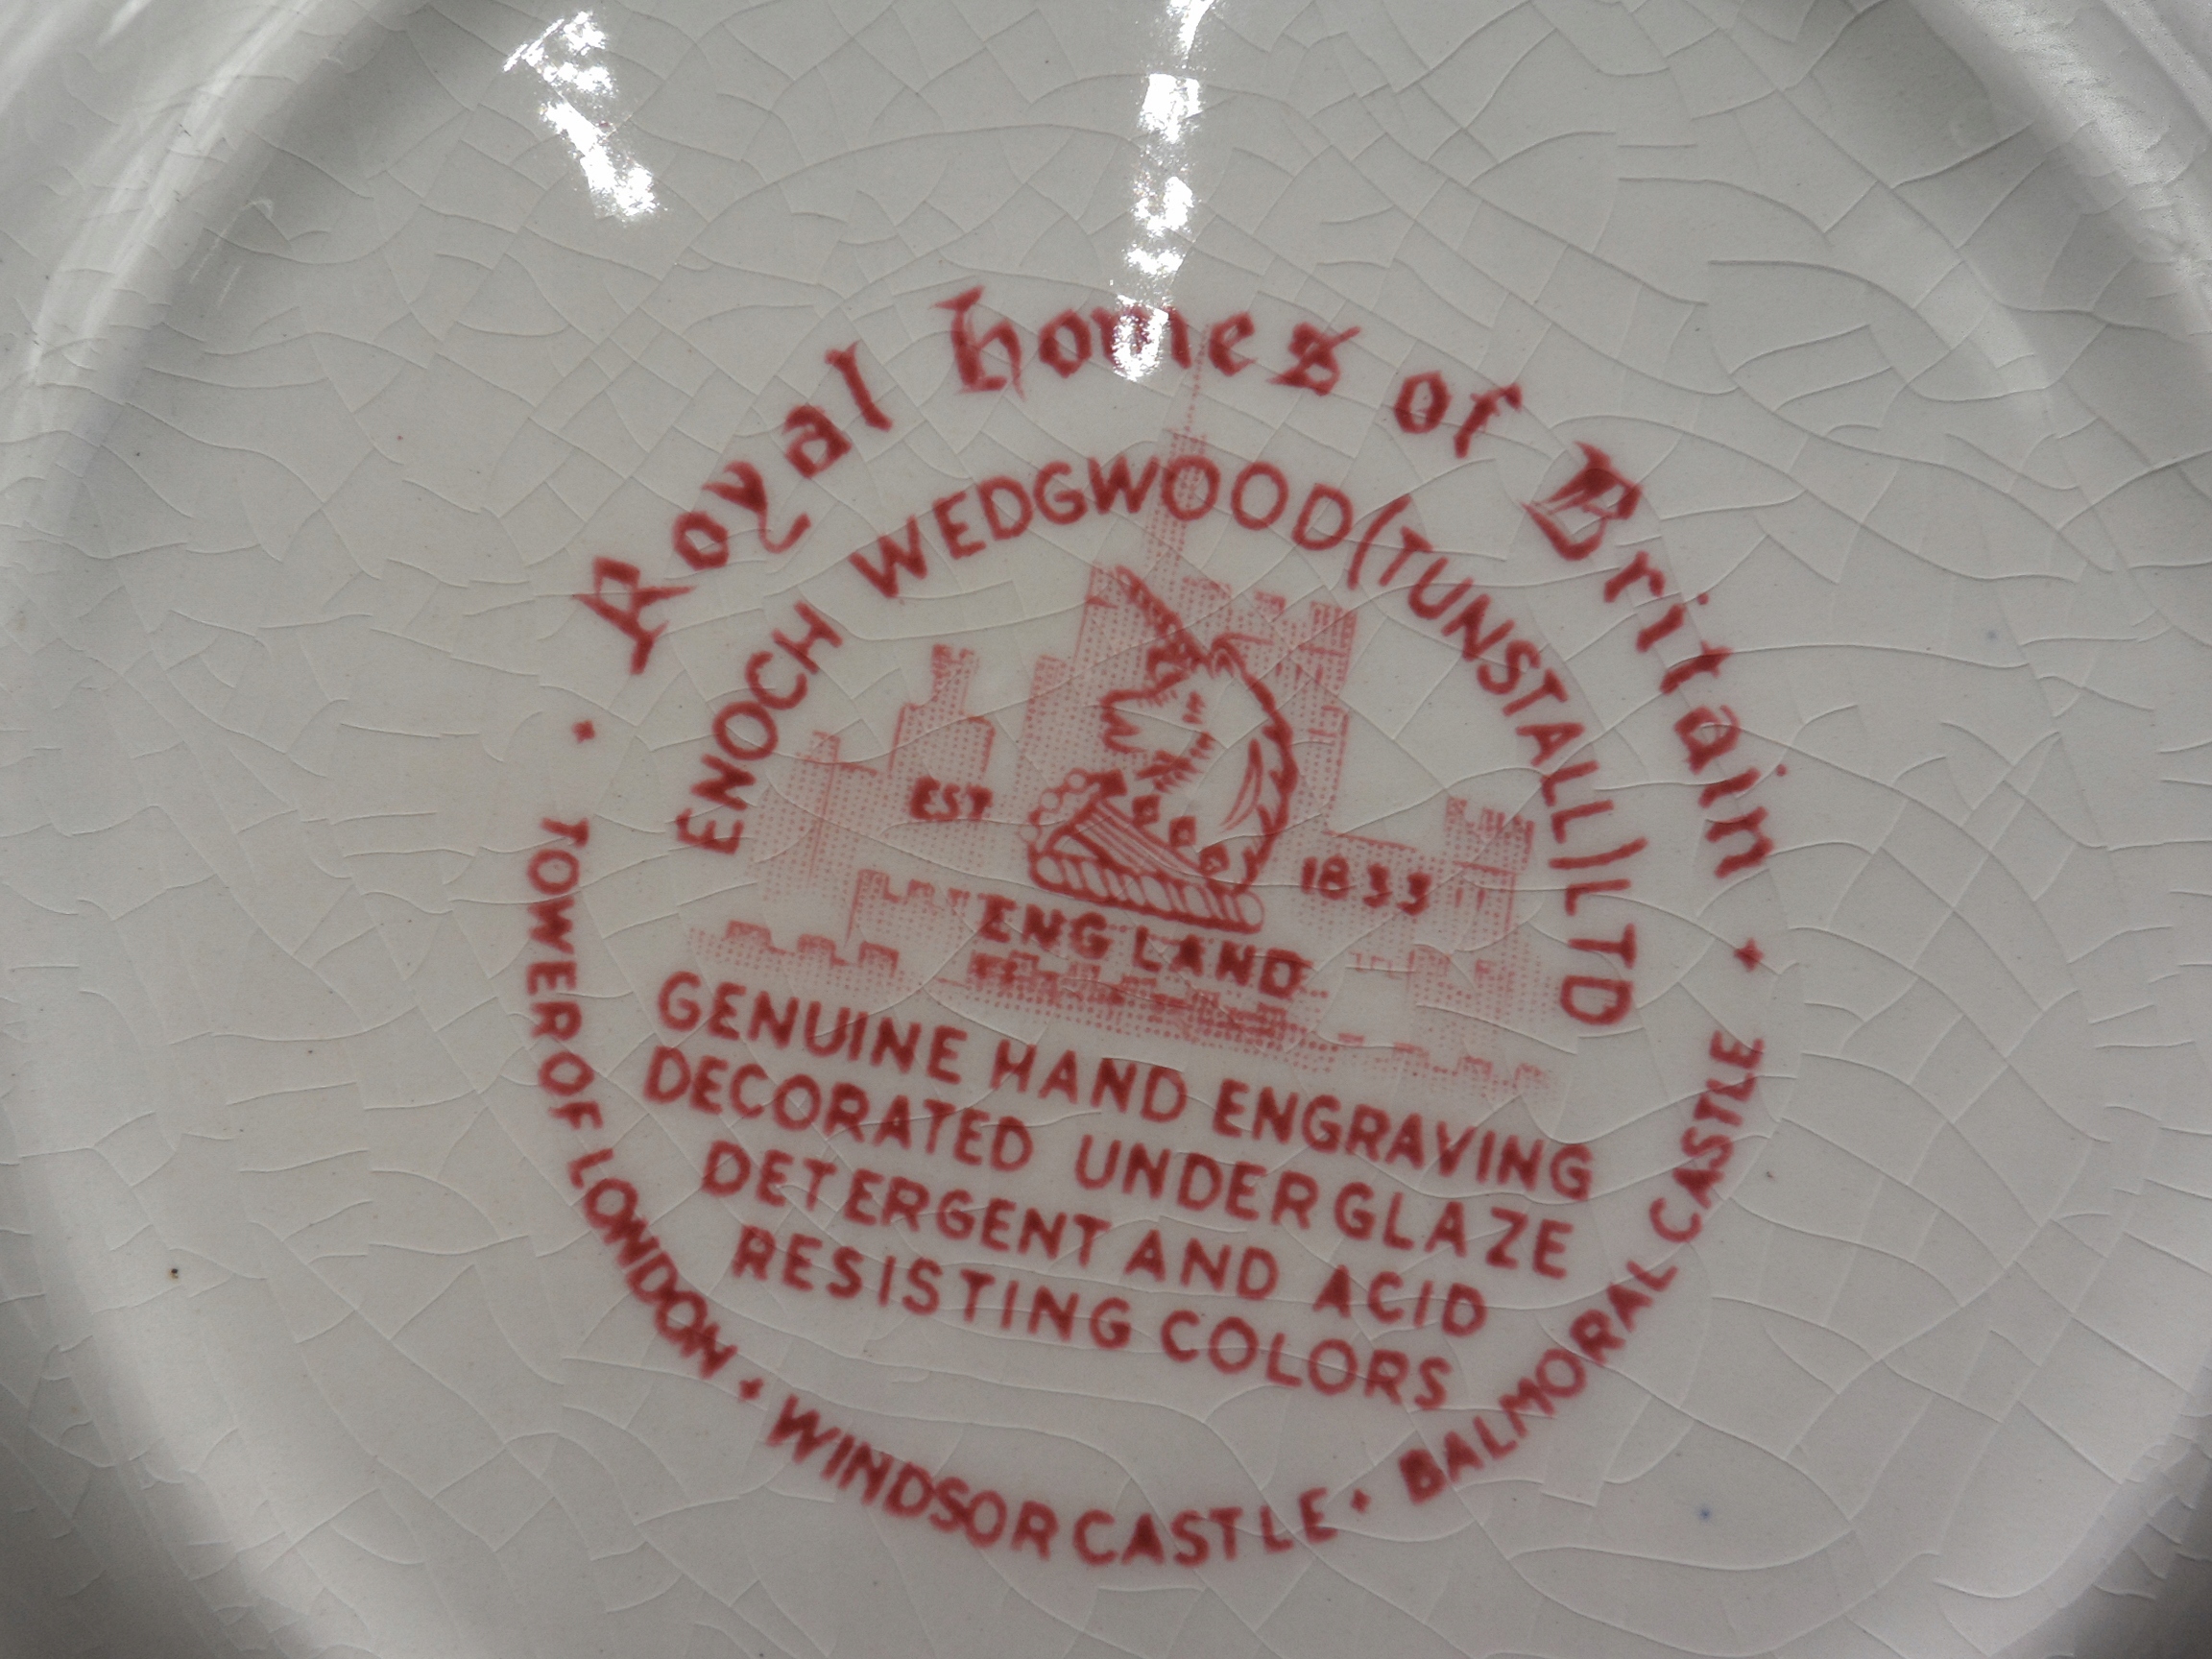 Royal homes of Britain
ENOCH WEDGWOOD (TUNSTALL) LTD
EST 1833
ENGLAND
GENUINE HAND ENGRAVING
DECORATED UNDERGLAZE
DETERGENT AND ACID
RESISTING COLORS
TOWER OF LONDON • WINDSOR CASTLE • BALMORAL CASTLE